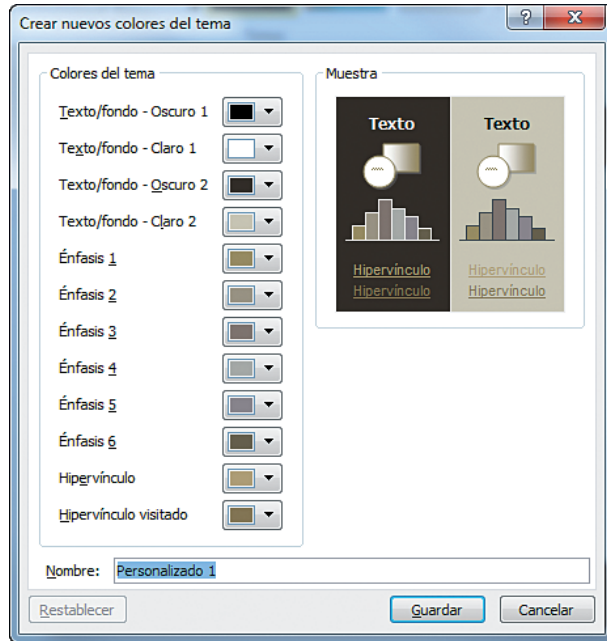 Crear nuevos colores del tema
Colores del tema
Texto/fondo - Oscuro 1
Texto/fondo - Claro 1
Texto/fondo - Oscuro 2
Texto/fondo - Claro 2
Énfasis 1
Énfasis 2
Énfasis 3
Énfasis 4
Énfasis 5
Énfasis 6
Hipervínculo
Hipervínculo visitado
Muestra
Texto Texto
Hipervínculo Hipervínculo
Hipervínculo Hipervínculo
Nombre: Personalizado 1
Restablecer Guardar Cancelar